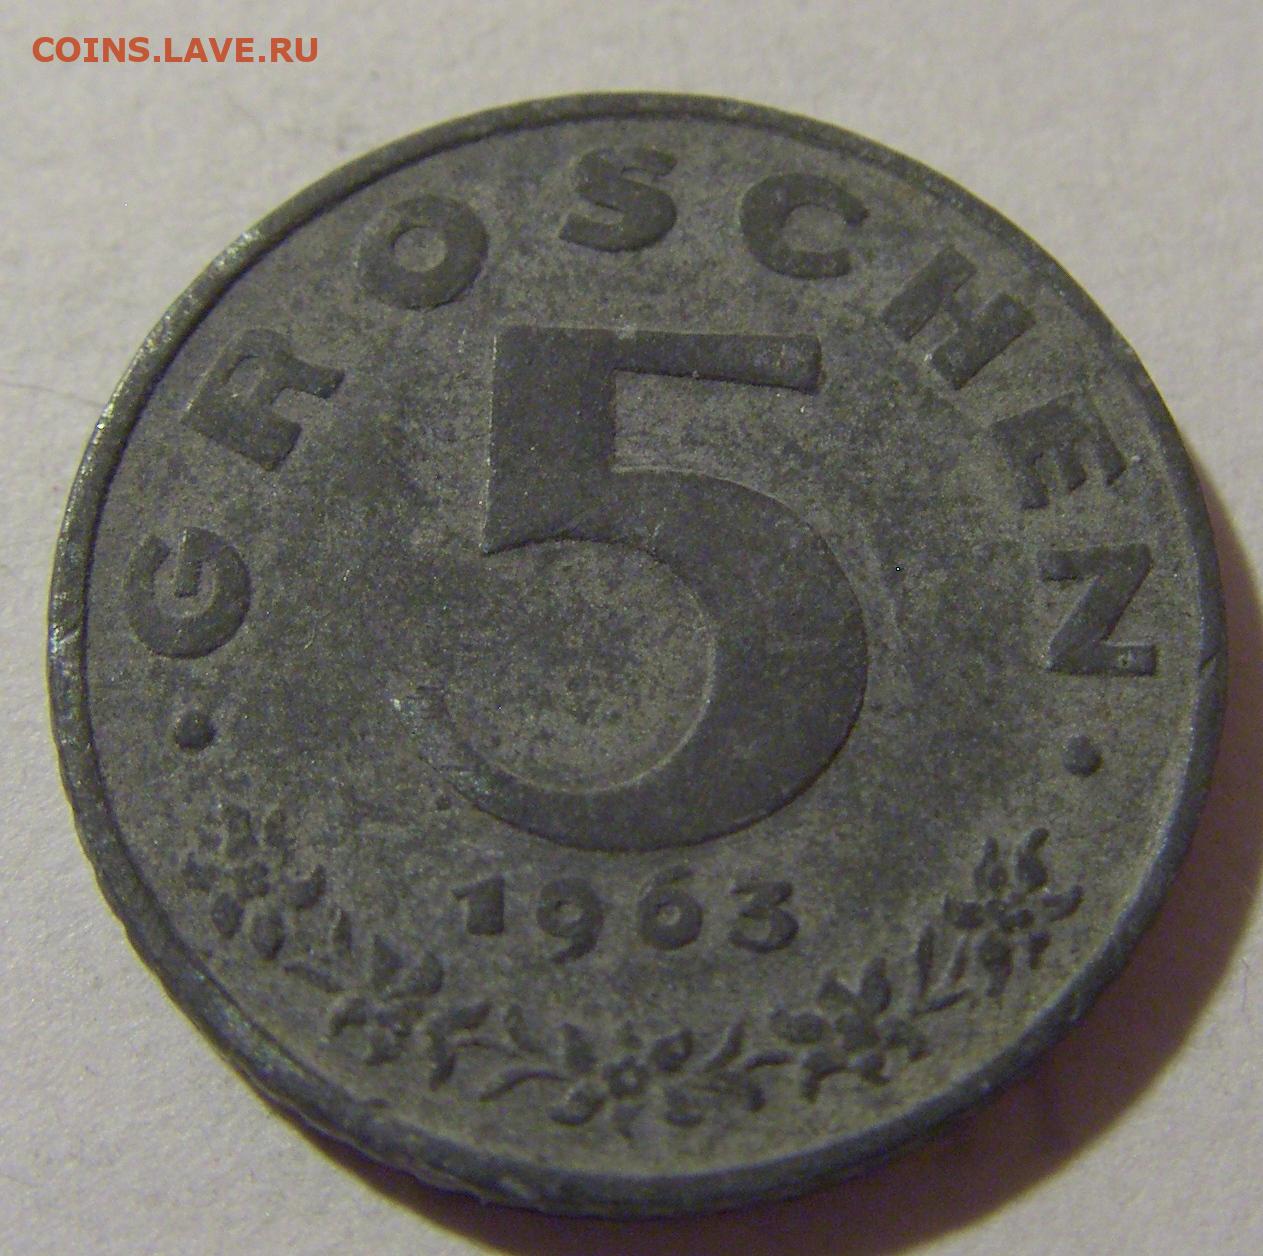 COINS.LAVE.RU
· GROSCHEN ·
5
1963